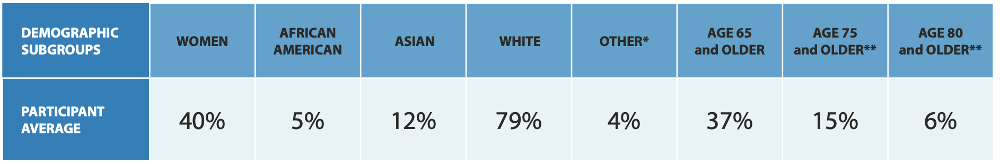 DEMOGRAPHIC
SUBGROUPS
WOMEN
AFRICAN
AMERICAN
ASIAN
WHITE
OTHER*
AGE 65
and OLDER
AGE 75
and OLDER**
AGE 80
and OLDER**
PARTICIPANT
AVERAGE
40%
5%
12%
79%
4%
37%
15%
6%